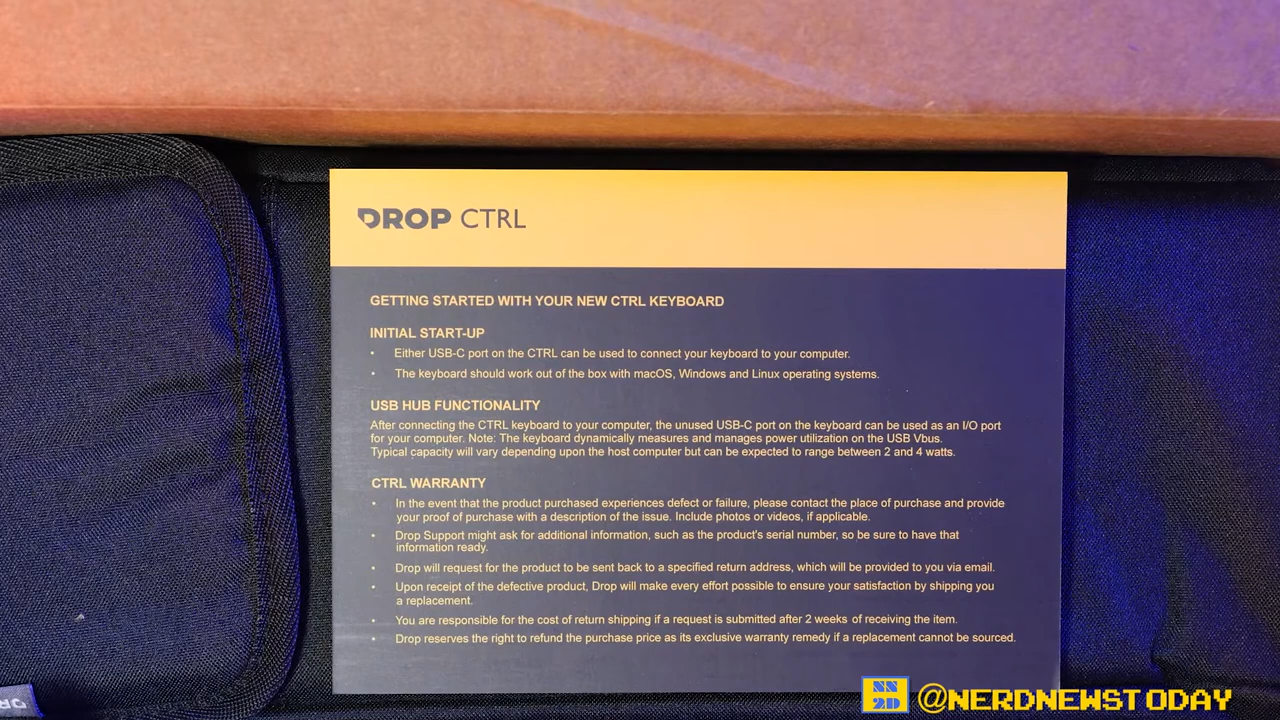 DROP CTRL
GETTING STARTED WITH YOUR NEW CTRL KEYBOARD
INITIAL START-UP
• Either USB-C port on the CTRL can be used to connect your keyboard to your computer.
• The keyboard should work out of the box with macOS, Windows and Linux operating systems.
USB HUB FUNCTIONALITY
After connecting the CTRL keyboard to your computer, the unused USB-C port on the keyboard can be used as an I/O port
for your computer. Note: The keyboard dynamically measures and manages power utilization on the USB Vbus.
Typical capacity will vary depending upon the host computer but can be expected to range between 2 and 4 watts.
CTRL WARRANTY
• In the event that the product purchased experiences defect or failure, please contact the place of purchase and provide
your proof of purchase with a description of the issue. Include photos or videos, if applicable.
• Drop Support might ask for additional information, such as the product's serial number, so be sure to have that
information ready.
• Drop will request for the product to be sent back to a specified return address, which will be provided to you via email.
• Upon receipt of the defective product, Drop will make every effort possible to ensure your satisfaction by shipping you
a replacement.
• You are responsible for the cost of return shipping if a request is submitted after 2 weeks of receiving the item.
• Drop reserves the right to refund the purchase price as its exclusive warranty remedy if a replacement cannot be sourced.
NN
2D
@NERDNEWSTODAY